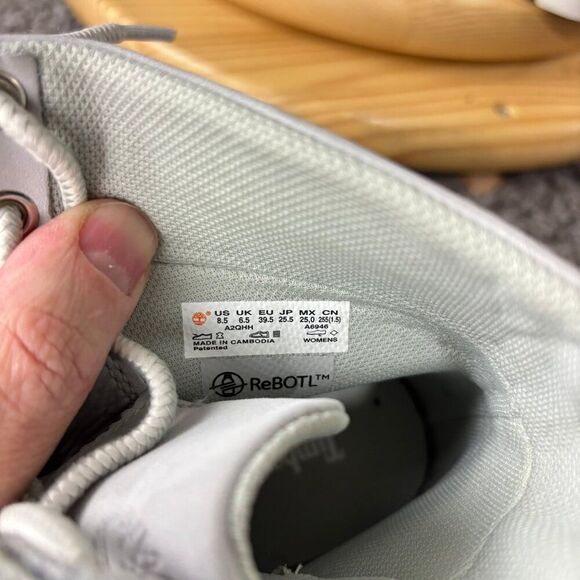 US UK EU JP MX CN
8.5 6.5 39.5 25.5 25.0 255(1.5)
A2QHH A6946
MADE IN CAMBODIA WOMENS
Patented
ReBOTL™